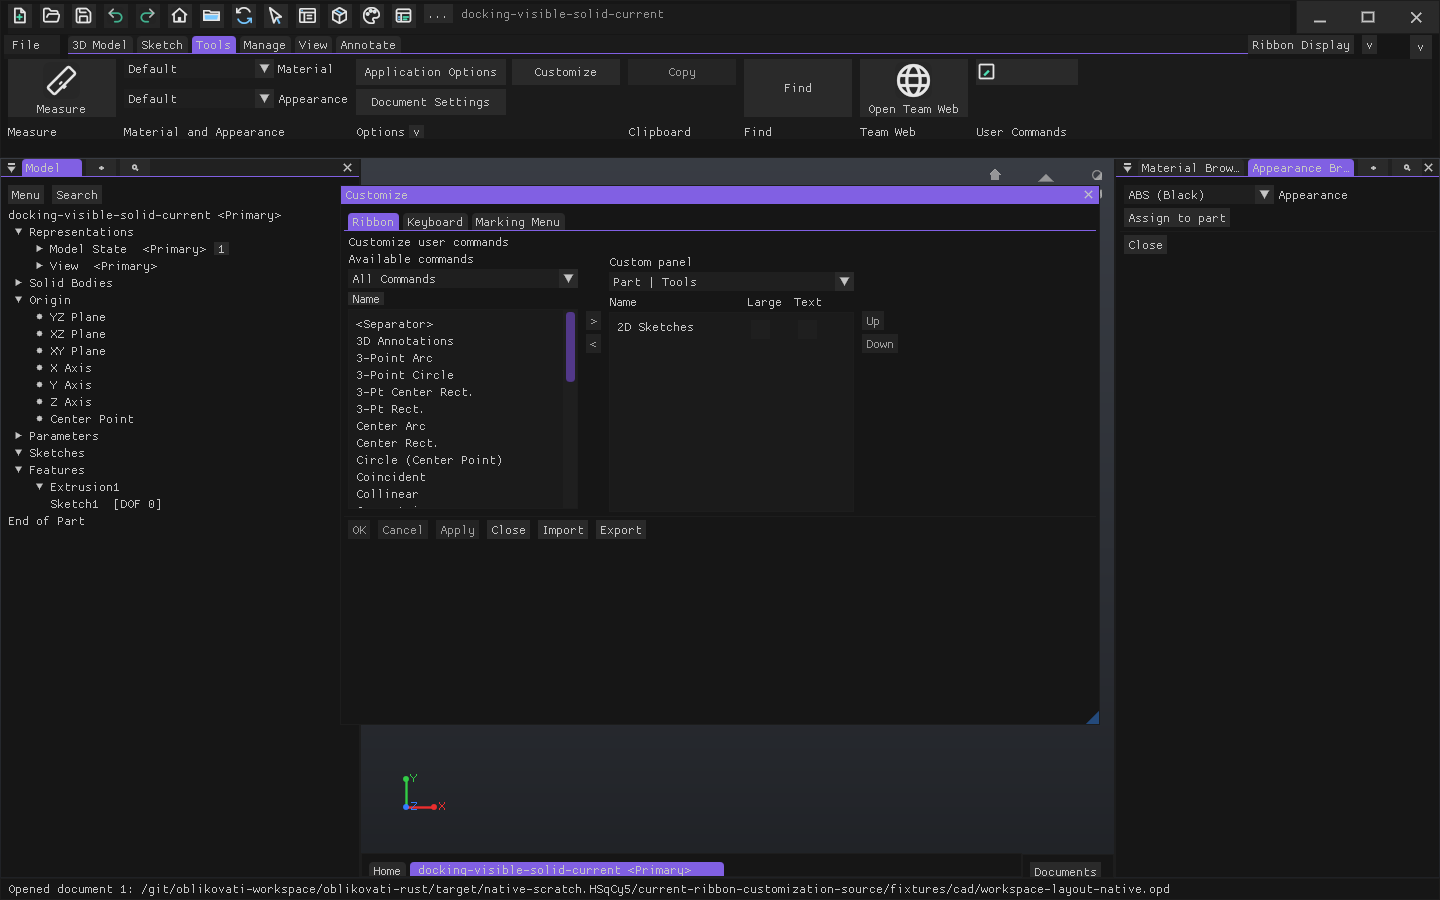 ... docking-visible-solid-current
File 3D Model Sketch Tools Manage View Annotate Ribbon Display v v
Default Material
Default Appearance
Application Options Customize Copy
Document Settings
Find
Measure
Open Team Web
Measure Material and Appearance Options v Clipboard Find Team Web User Commands
Model
Material Brow… Appearance Br…
Menu Search
docking-visible-solid-current <Primary>
Representations
Model State <Primary> 1
View <Primary>
Solid Bodies
Origin
YZ Plane
XZ Plane
XY Plane
X Axis
Y Axis
Z Axis
Center Point
Parameters
Sketches
Features
Extrusion1
Sketch1 [DOF 0]
End of Part
Customize
Ribbon Keyboard Marking Menu
Customize user commands
Available commands
All Commands
Name
<Separator>
3D Annotations
3-Point Arc
3-Point Circle
3-Pt Center Rect.
3-Pt Rect.
Center Arc
Center Rect.
Circle (Center Point)
Coincident
Collinear
>
<
Custom panel
Part | Tools
Name Large Text
2D Sketches
Up
Down
OK Cancel Apply Close Import Export
ABS (Black) Appearance
Assign to part
Close
Y
Z X
Home docking-visible-solid-current <Primary> Documents
Opened document 1: /git/oblikovati-workspace/oblikovati-rust/target/native-scratch.HSqCy5/current-ribbon-customization-source/fixtures/cad/workspace-layout-native.opd